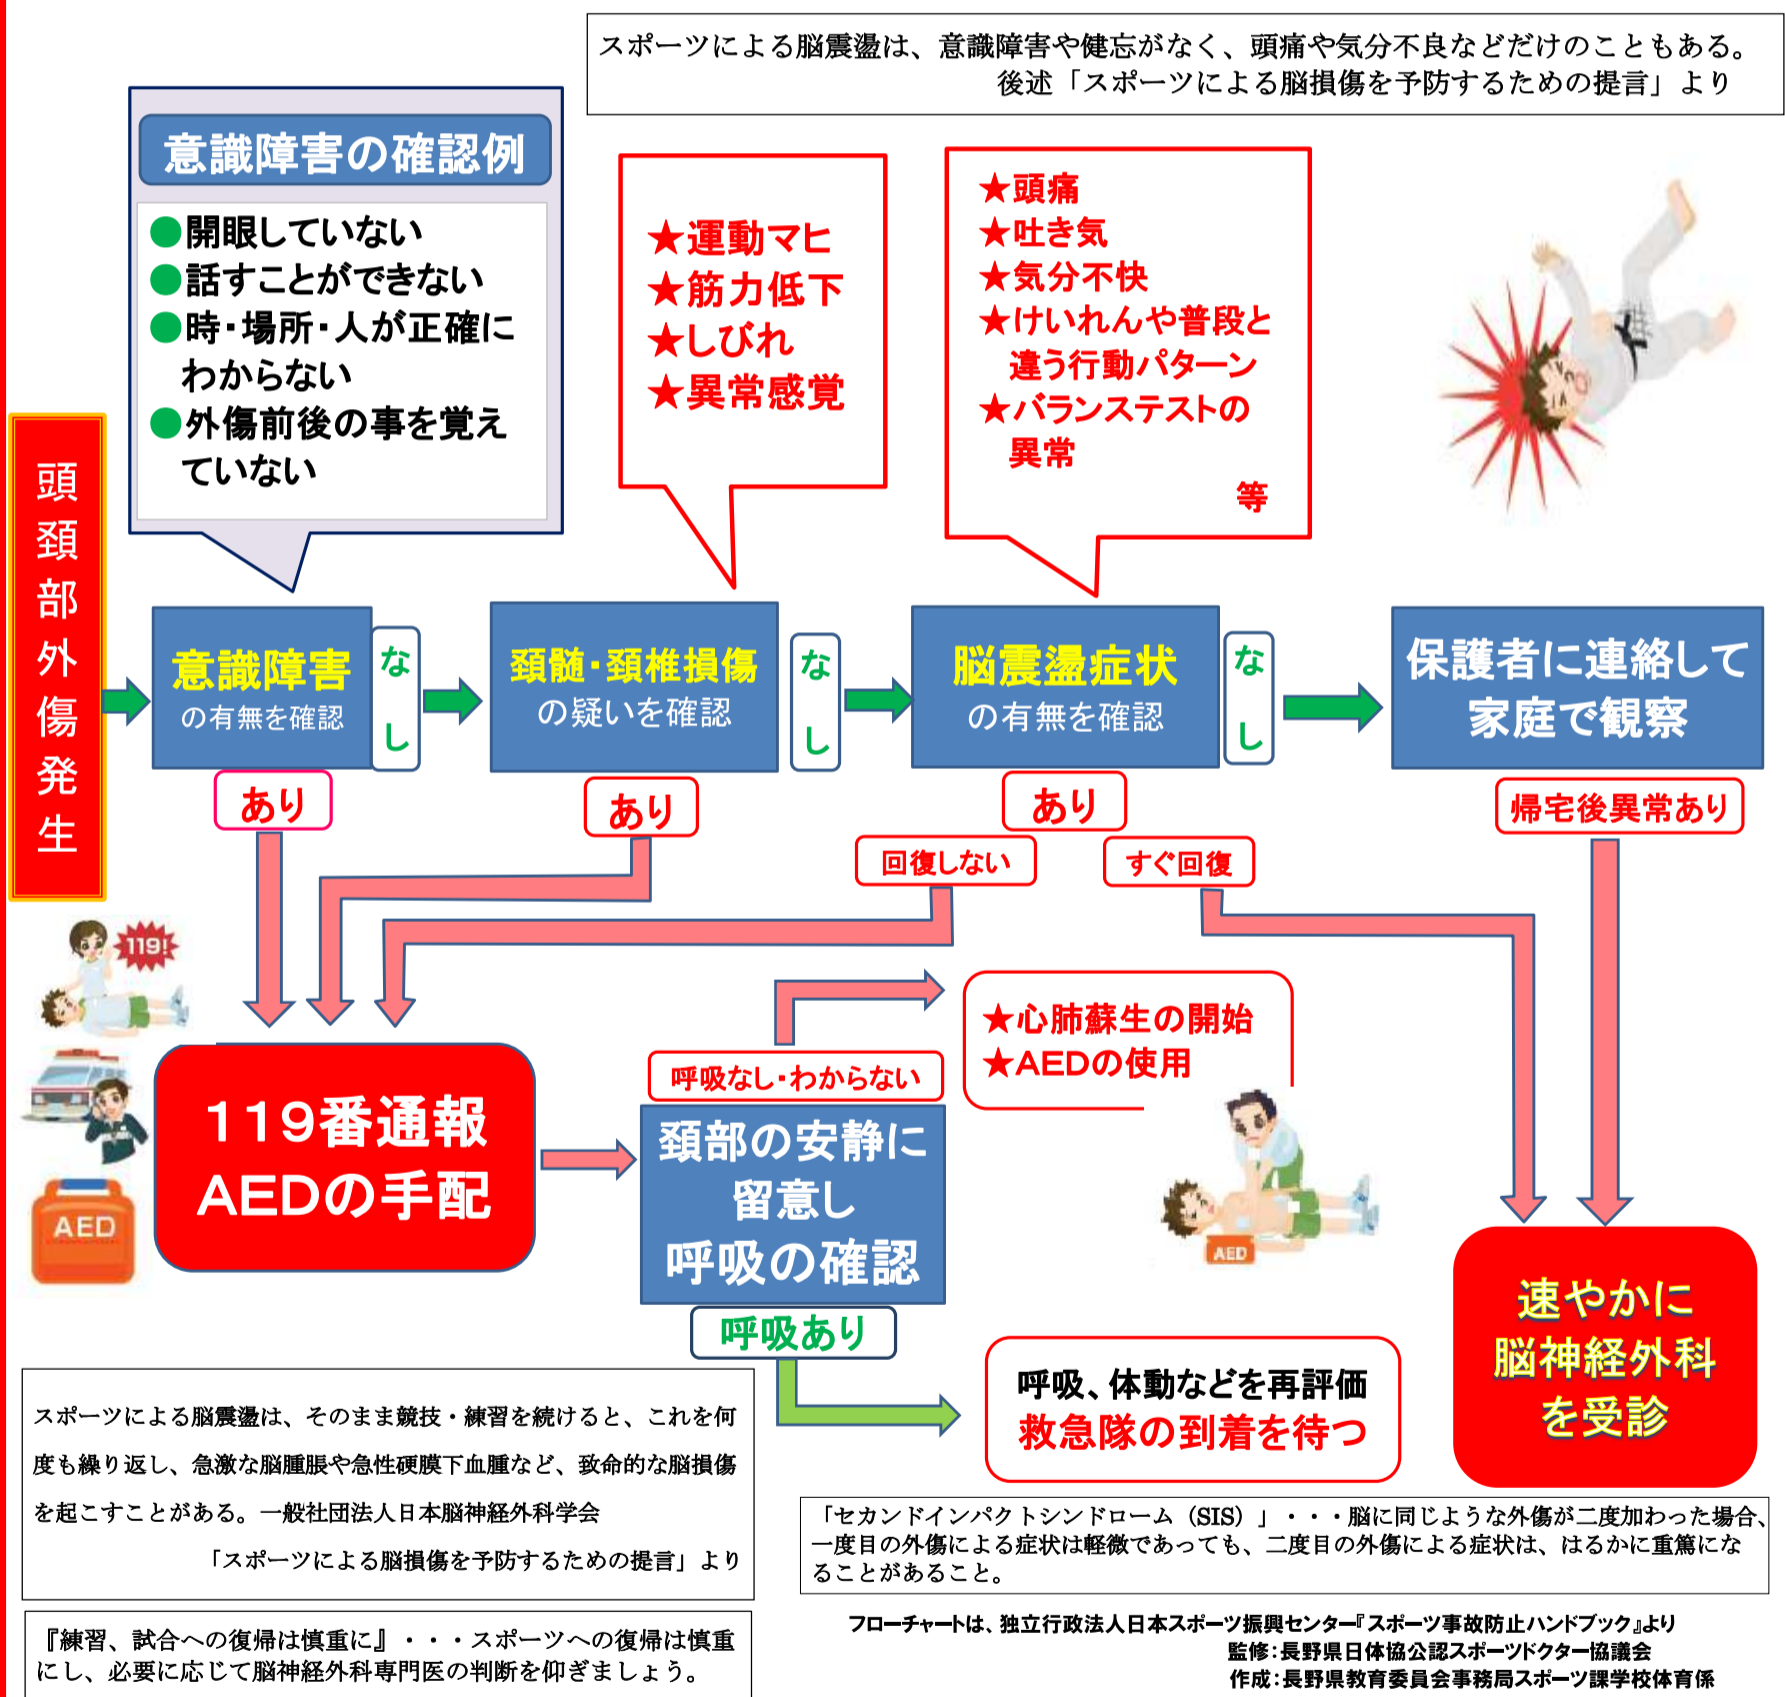 スポーツによる脳震盪は、意識障害や健忘がなく、頭痛や気分不良などだけのこともある。
後述「スポーツによる脳損傷を予防するための提言」より
意識障害の確認例
●開眼していない
●話すことができない
●時・場所・人が正確に
わからない
●外傷前後の事を覚え
ていない
★運動マヒ
★筋力低下
★しびれ
★異常感覚
★頭痛
★吐き気
★気分不快
★けいれんや普段と
違う行動パターン
★バランステストの
異常
等
頭頚部外傷発生
意識障害
の有無を確認
なし
頚髄・頚椎損傷
の疑いを確認
なし
脳震盪症状
の有無を確認
なし
保護者に連絡して
家庭で観察
あり
あり
あり
帰宅後異常あり
回復しない
すぐ回復
119!
119番通報
AEDの手配
AED
呼吸なし・わからない
頚部の安静に
留意し
呼吸の確認
呼吸あり
★心肺蘇生の開始
★AEDの使用
AED
呼吸、体動などを再評価
救急隊の到着を待つ
速やかに
脳神経外科
を受診
スポーツによる脳震盪は、そのまま競技・練習を続けると、これを何
度も繰り返し、急激な脳腫脹や急性硬膜下血腫など、致命的な脳損傷
を起こすことがある。一般社団法人日本脳神経外科学会
「スポーツによる脳損傷を予防するための提言」より
「セカンドインパクトシンドローム（SIS）」・・・脳に同じような外傷が二度加わった場合、
一度目の外傷による症状は軽微であっても、二度目の外傷による症状は、はるかに重篤にな
ることがあること。
『練習、試合への復帰は慎重に』・・・スポーツへの復帰は慎重
にし、必要に応じて脳神経外科専門医の判断を仰ぎましょう。
フローチャートは、独立行政法人日本スポーツ振興センター『スポーツ事故防止ハンドブック』より
監修：長野県日体協公認スポーツドクター協議会
作成：長野県教育委員会事務局スポーツ課学校体育係